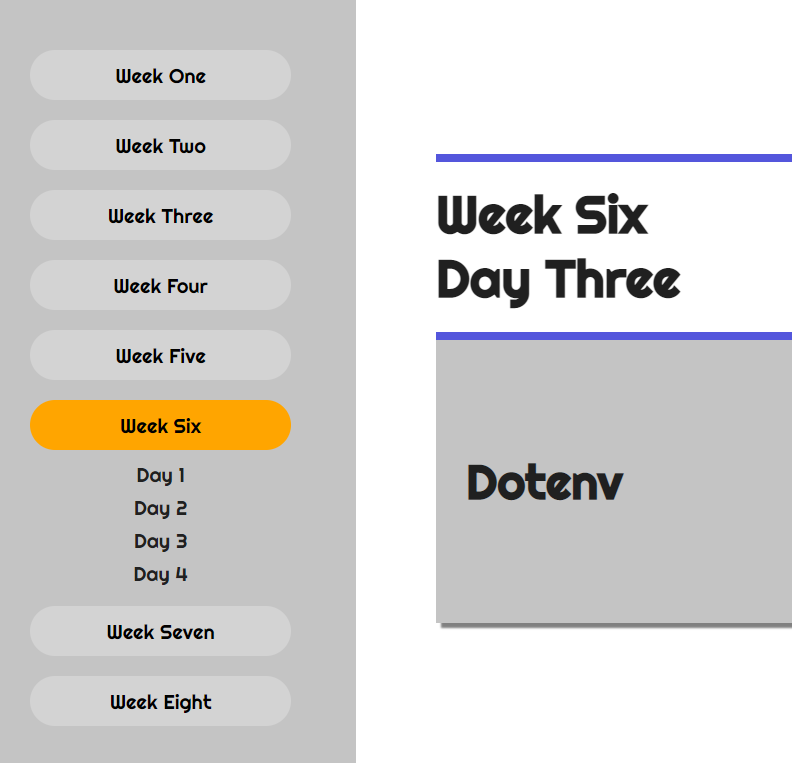 Week One
Week Two
Week Three
Week Four
Week Five
Week Six
Day 1
Day 2
Day 3
Day 4
Week Seven
Week Eight
Week Six
Day Three
Dotenv